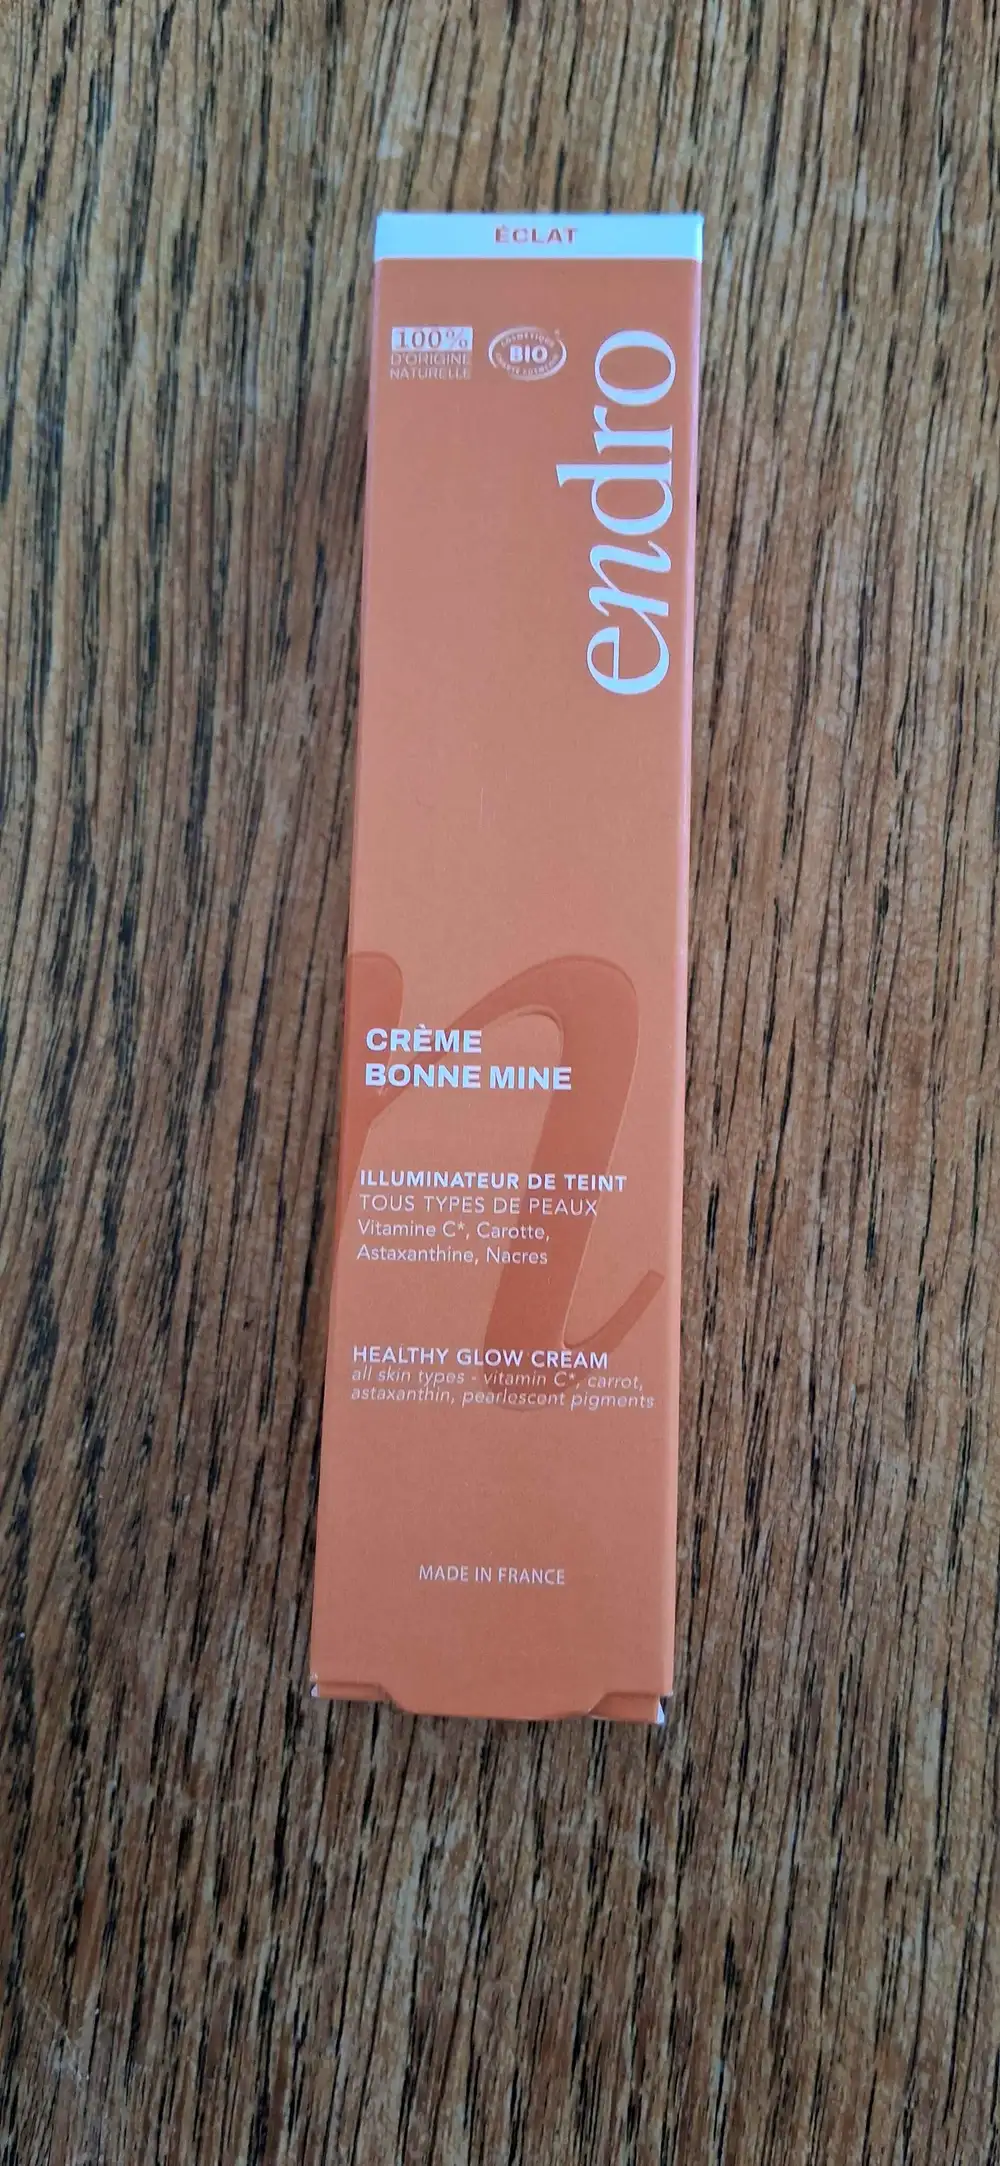 ÉCLAT
100%
D'ORIGINE
NATURELLE
COSMÉTIQUE
BIO
endro
CRÈME
BONNE MINE
ILLUMINATEUR DE TEINT
TOUS TYPES DE PEAUX
Vitamine C*, Carotte,
Astaxanthine, Nacres
HEALTHY GLOW CREAM
all skin types - vitamin C*, carrot,
astaxanthin, pearlescent pigments
MADE IN FRANCE